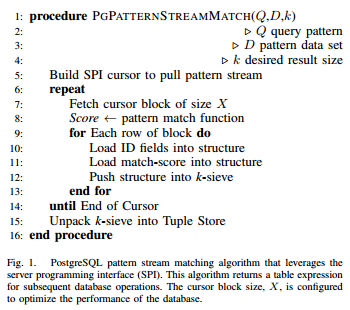 1: procedure PGPATTERNSTREAMMATCH(Q,D,k)
2: ▷ Q query pattern
3: ▷ D pattern data set
4: ▷ k desired result size
5: Build SPI cursor to pull pattern stream
6: repeat
7: Fetch cursor block of size X
8: Score ← pattern match function
9: for Each row of block do
10: Load ID fields into structure
11: Load match-score into structure
12: Push structure into k-sieve
13: end for
14: until End of Cursor
15: Unpack k-sieve into Tuple Store
16: end procedure
Fig. 1. PostgreSQL pattern stream matching algorithm that leverages the
server programming interface (SPI). This algorithm returns a table expression
for subsequent database operations. The cursor block size, X, is configured
to optimize the performance of the database.